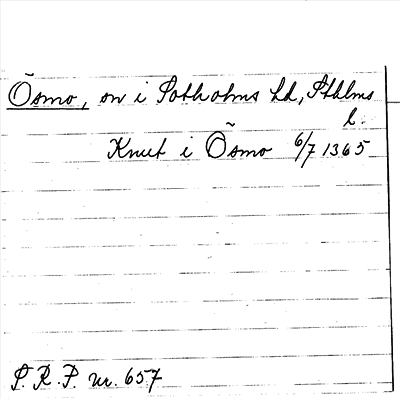 Ösmo, sn i Sotholms hd, Sthlms
l.
Knut i Ösmo 6/7 1365
S.R.P. nr. 657